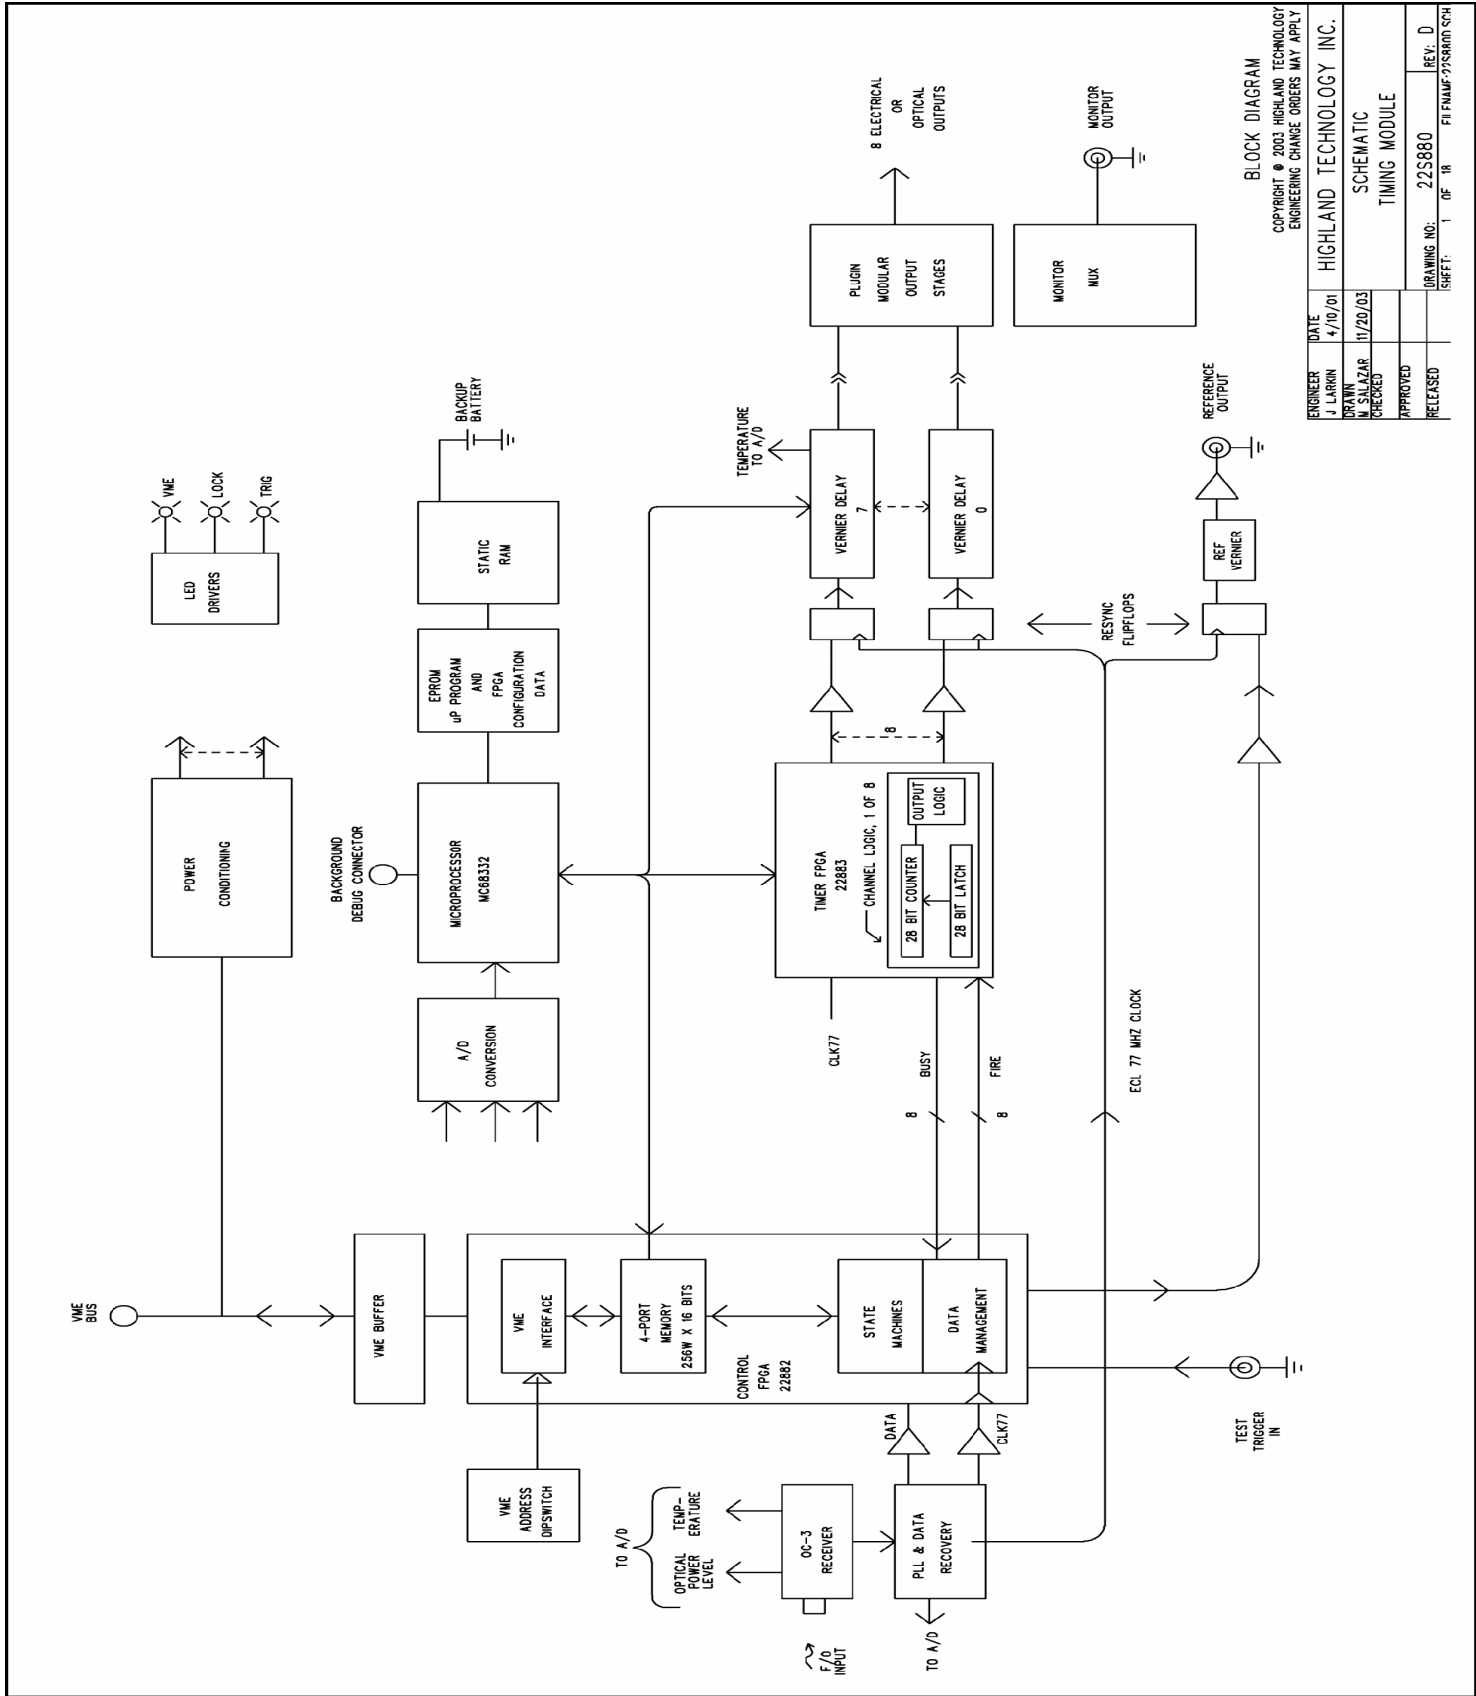 VME
BUS
POWER
CONDITIONING
LED
DRIVERS
VME
LOCK
TRIG
VME BUFFER
BACKGROUND
DEBUG CONNECTOR
A/D
CONVERSION
MICROPROCESSOR
MC68332
EPROM
uP PROGRAM
AND
FPGA
CONFIGURATION
DATA
STATIC
RAM
BACKUP
BATTERY
VME
ADDRESS
DIPSWITCH
VME
INTERFACE
4-PORT
MEMORY
256W X 16 BITS
CONTROL
FPGA
22882
STATE
MACHINES
DATA
MANAGEMENT
TO A/D
OPTICAL
POWER
LEVEL
TEMP-
ERATURE
F/O
INPUT
OC-3
RECEIVER
DATA
PLL & DATA
RECOVERY
CLK77
TO A/D
CLK77
BUSY
8
FIRE
8
TIMER FPGA
22883
CHANNEL LOGIC, 1 OF 8
28 BIT COUNTER
OUTPUT
LOGIC
28 BIT LATCH
8
TEMPERATURE
TO A/D
VERNIER DELAY
7
VERNIER DELAY
0
PLUGIN
MODULAR
OUTPUT
STAGES
8 ELECTRICAL
OR
OPTICAL
OUTPUTS
MONITOR
MUX
MONITOR
OUTPUT
ECL 77 MHZ CLOCK
RESYNC
FLIPFLOPS
REF
VERNIER
REFERENCE
OUTPUT
TEST
TRIGGER
IN
BLOCK DIAGRAM
COPYRIGHT © 2003 HIGHLAND TECHNOLOGY
ENGINEERING CHANGE ORDERS MAY APPLY
ENGINEER
J LARKIN
DATE
4/10/01
HIGHLAND TECHNOLOGY INC.
DRAWN
M SALAZAR
11/20/03
SCHEMATIC
TIMING MODULE
CHECKED
APPROVED
RELEASED
DRAWING NO: 22S880
REV: D
SHEET: 1 OF 18
FILENAME:22S880D.SCH